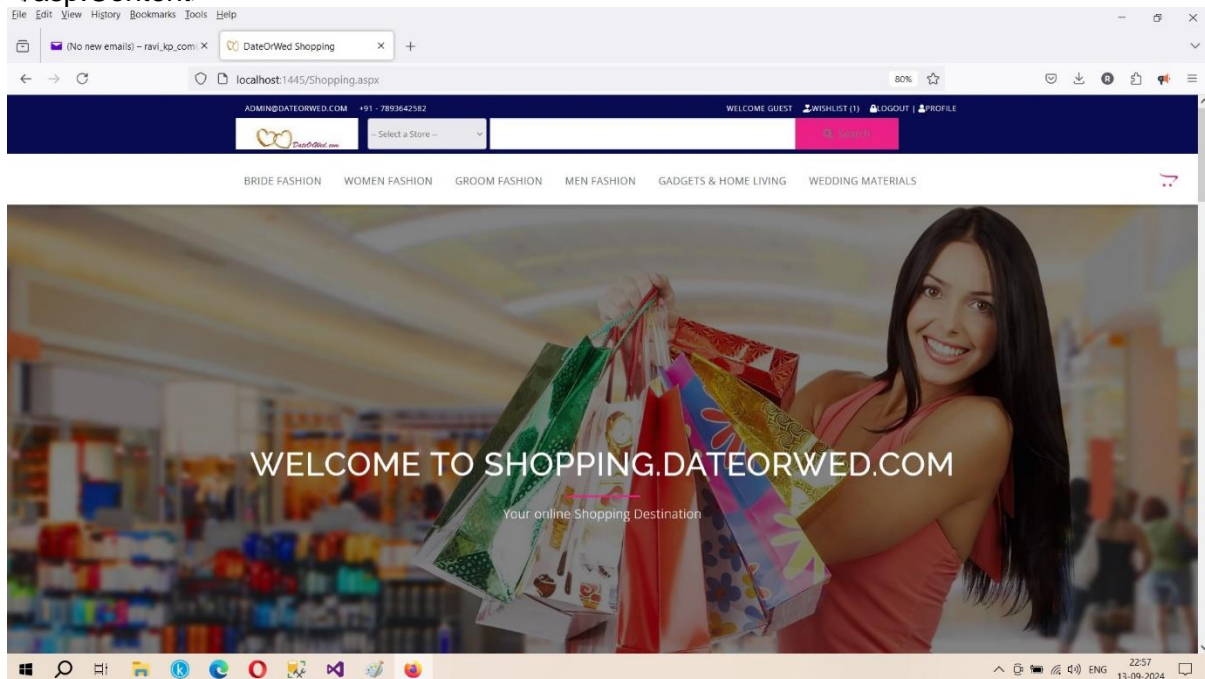 File Edit View History Bookmarks Tools Help
(No new emails) – ravi_kp_com
DateOrWed Shopping
localhost:1445/Shopping.aspx
80%
ADMIN@DATEORWED.COM +91 - 7893642582 WELCOME GUEST WISHLIST (1) LOGOUT | PROFILE
DateOrWed.com -- Select a Store -- Search
BRIDE FASHION WOMEN FASHION GROOM FASHION MEN FASHION GADGETS & HOME LIVING WEDDING MATERIALS
WELCOME TO SHOPPING.DATEORWED.COM
Your online Shopping Destination
ENG 22:57
13-09-2024